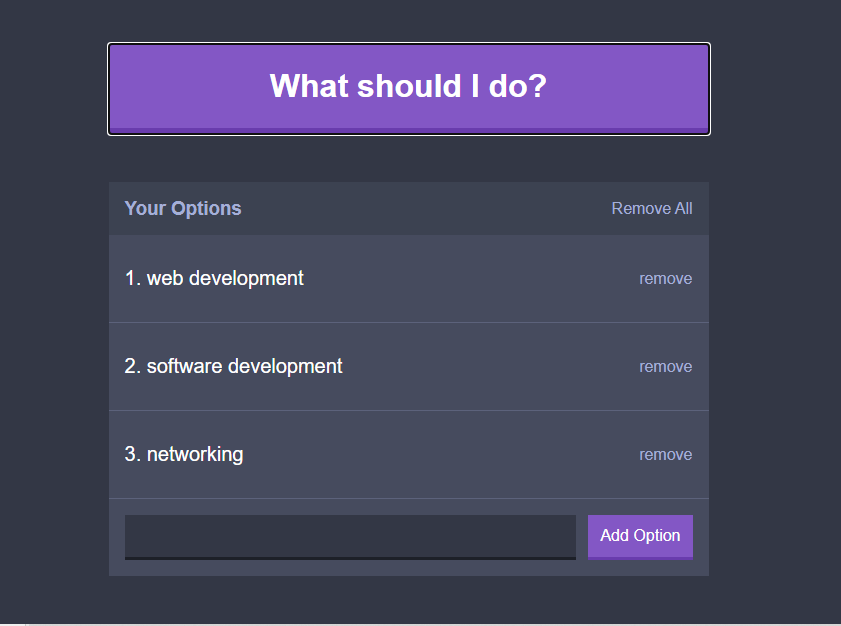 What should I do?
Your Options Remove All
1. web development remove
2. software development remove
3. networking remove
Add Option